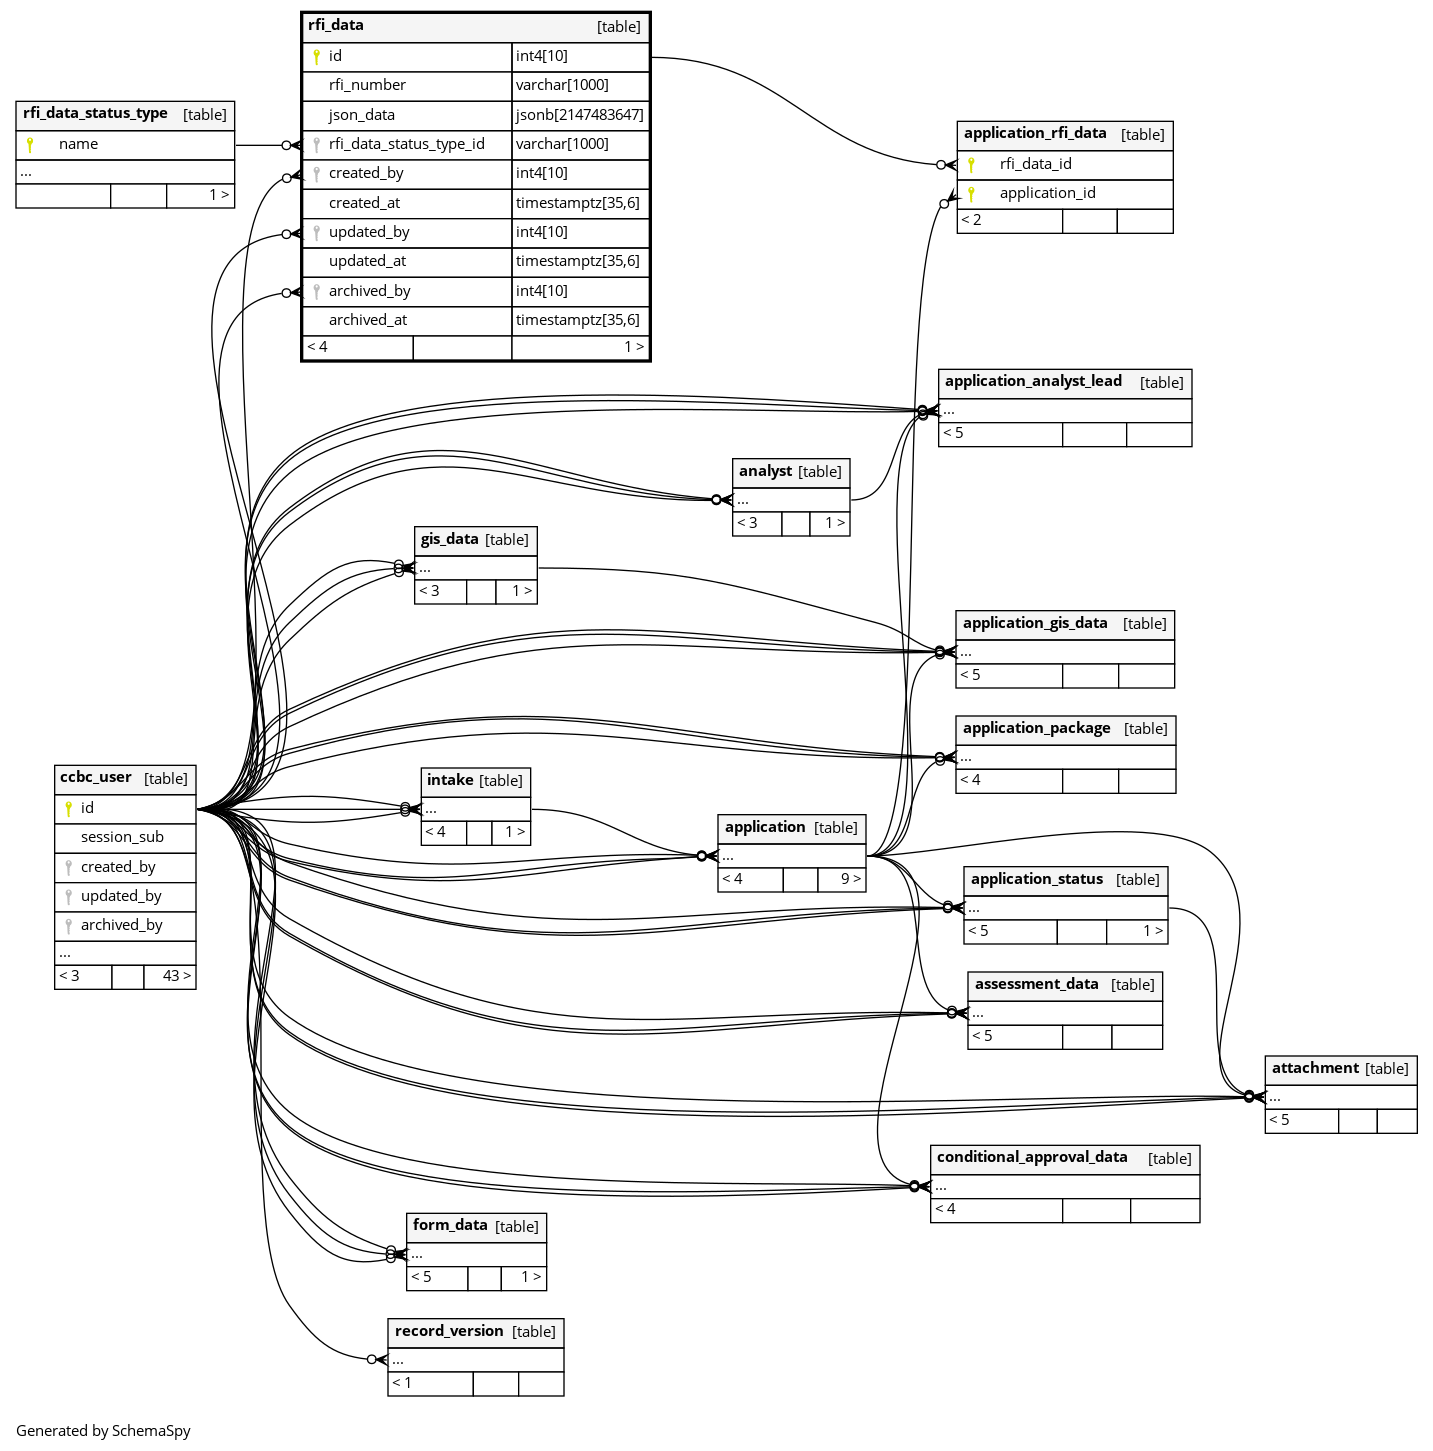 rfi_data [table]
id int4[10]
rfi_number varchar[1000]
json_data jsonb[2147483647]
rfi_data_status_type_id varchar[1000]
created_by int4[10]
created_at timestamptz[35,6]
updated_by int4[10]
updated_at timestamptz[35,6]
archived_by int4[10]
archived_at timestamptz[35,6]
< 4 1 >
rfi_data_status_type [table]
name
...
1 >
application_rfi_data [table]
rfi_data_id
application_id
< 2
application_analyst_lead [table]
...
< 5
analyst [table]
...
< 3 1 >
gis_data [table]
...
< 3 1 >
application_gis_data [table]
...
< 5
application_package [table]
...
< 4
ccbc_user [table]
id
session_sub
created_by
updated_by
archived_by
...
< 3 43 >
intake [table]
...
< 4 1 >
application [table]
...
< 4 9 >
application_status [table]
...
< 5 1 >
assessment_data [table]
...
< 5
attachment [table]
...
< 5
conditional_approval_data [table]
...
< 4
form_data [table]
...
< 5 1 >
record_version [table]
...
< 1
Generated by SchemaSpy